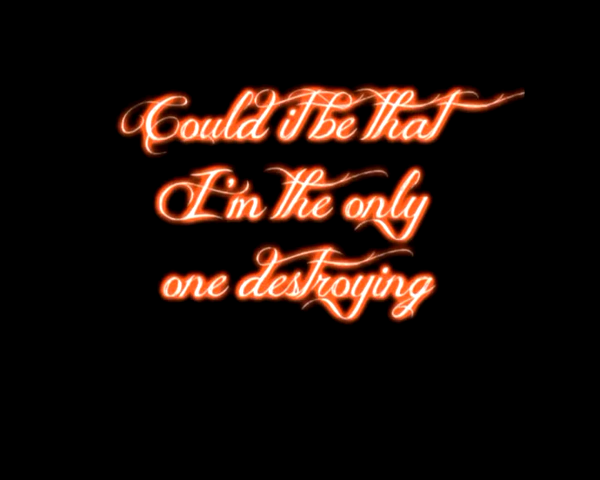 Could it be that
I'm the only
one destroying